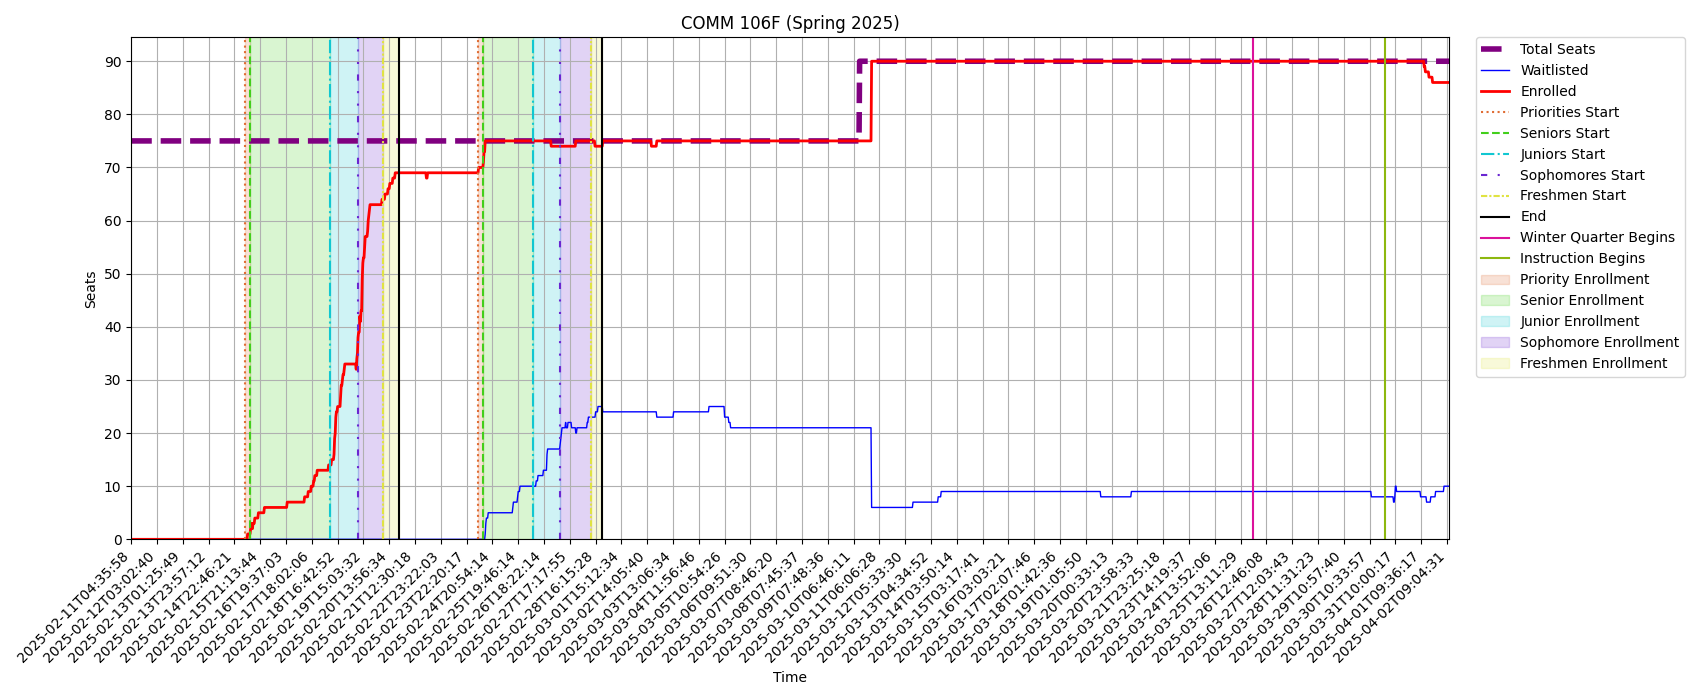 COMM 106F (Spring 2025)
90
80
70
60
50
40
30
20
10
0
Seats
2025-02-11T04:35:58
2025-02-12T03:02:40
2025-02-13T01:25:49
2025-02-13T23:57:12
2025-02-14T22:46:21
2025-02-15T21:13:44
2025-02-16T19:37:03
2025-02-17T18:02:06
2025-02-18T16:42:52
2025-02-19T15:03:32
2025-02-20T13:56:34
2025-02-21T12:30:18
2025-02-22T23:22:03
2025-02-23T22:20:17
2025-02-24T20:54:14
2025-02-25T19:46:14
2025-02-26T18:22:14
2025-02-27T17:17:55
2025-02-28T16:15:28
2025-03-01T15:12:34
2025-03-02T14:05:40
2025-03-03T13:06:34
2025-03-04T11:56:46
2025-03-05T10:54:26
2025-03-06T09:51:30
2025-03-07T08:46:20
2025-03-08T07:45:37
2025-03-09T07:48:36
2025-03-10T06:46:11
2025-03-11T06:06:28
2025-03-12T05:33:30
2025-03-13T04:34:52
2025-03-14T03:50:14
2025-03-15T03:17:41
2025-03-16T03:03:21
2025-03-17T02:07:46
2025-03-18T01:42:36
2025-03-19T01:05:50
2025-03-20T00:33:13
2025-03-20T23:58:33
2025-03-21T23:25:18
2025-03-23T14:19:37
2025-03-24T13:52:06
2025-03-25T13:11:29
2025-03-26T12:46:08
2025-03-27T12:03:43
2025-03-28T11:31:23
2025-03-29T10:57:40
2025-03-30T10:33:57
2025-03-31T10:00:17
2025-04-01T09:36:17
2025-04-02T09:04:31
Time
Total Seats
Waitlisted
Enrolled
Priorities Start
Seniors Start
Juniors Start
Sophomores Start
Freshmen Start
End
Winter Quarter Begins
Instruction Begins
Priority Enrollment
Senior Enrollment
Junior Enrollment
Sophomore Enrollment
Freshmen Enrollment